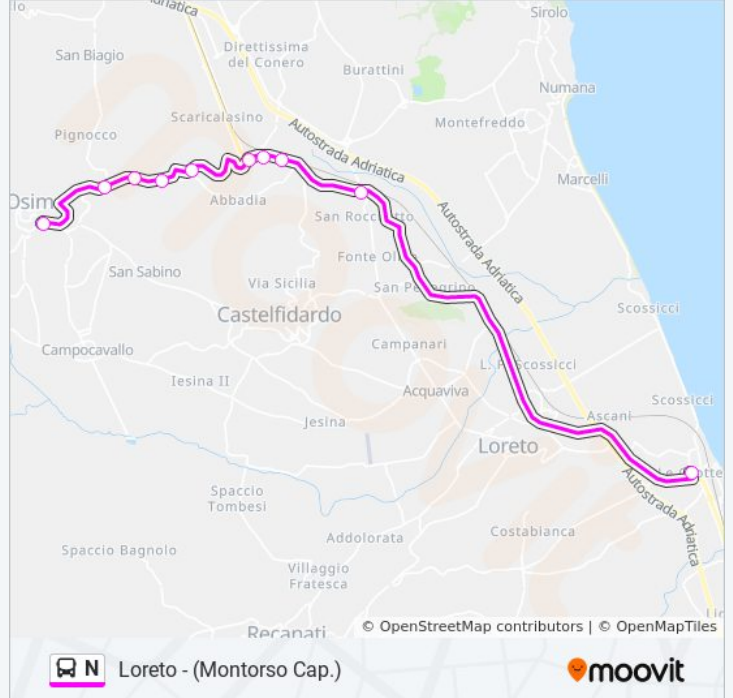 Adriatica
Sirolo
San Biagio
Direttissima
del Conero
Burattini
Numana
Scaricalasino
Montefreddo
Pignocco
Autostrada Adriatica
Marcelli
Abbadia
Osim
San Rocchetto
Autostrada Adriatica
Fonte Ol
San Sabino
Via Sicilia
San Pellegrino
Castelfidardo
Scossicci
Campocavallo
Campanari
L. P. Scossicci
Iesina II
Acquaviva
Scossicci
Jesina
Ascani
Loreto
Le Grotte
Autostrada Adriatica
Spaccio
Tombesi
Addolorata
Costabianca
Spaccio Bagnolo
Villaggio
Fratesca
Recanati
© OpenStreetMap contributors | © OpenMapTiles
N Loreto - (Montorso Cap.)
moovit